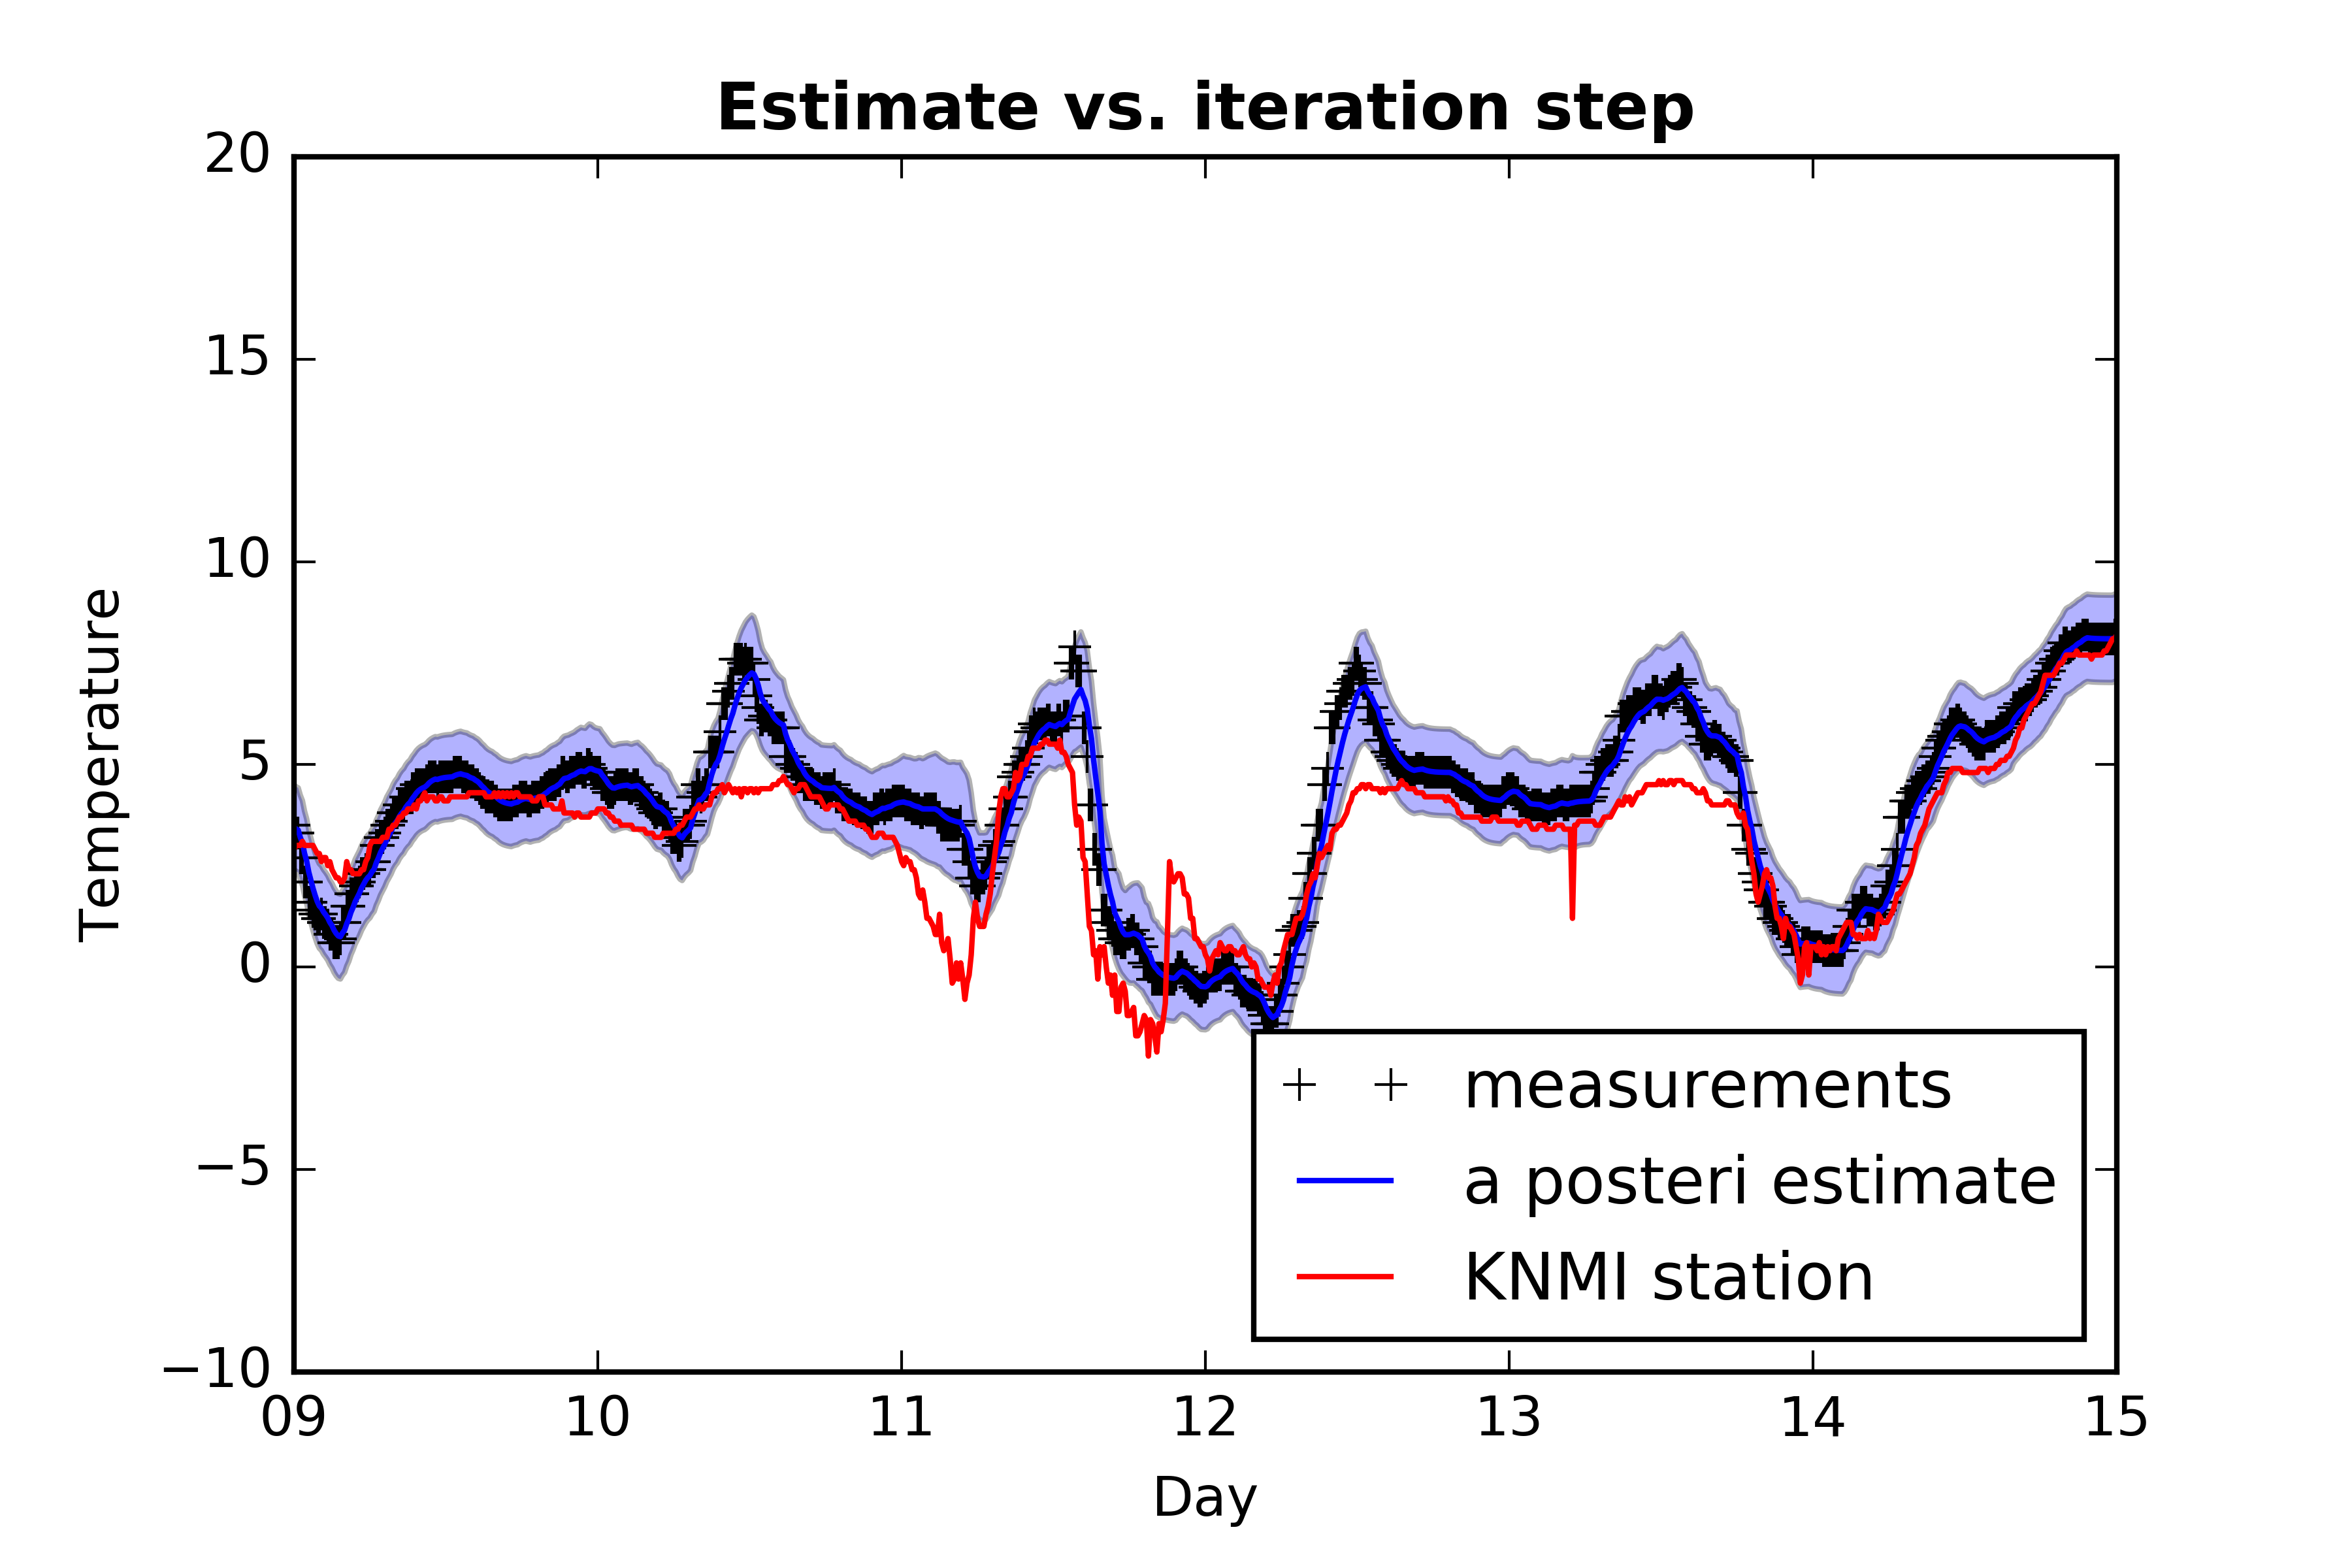 Estimate vs. iteration step
20
15
10
5
0
−5
−10
Temperature
measurements
a posteri estimate
KNMI station
09 10 11 12 13 14 15
Day